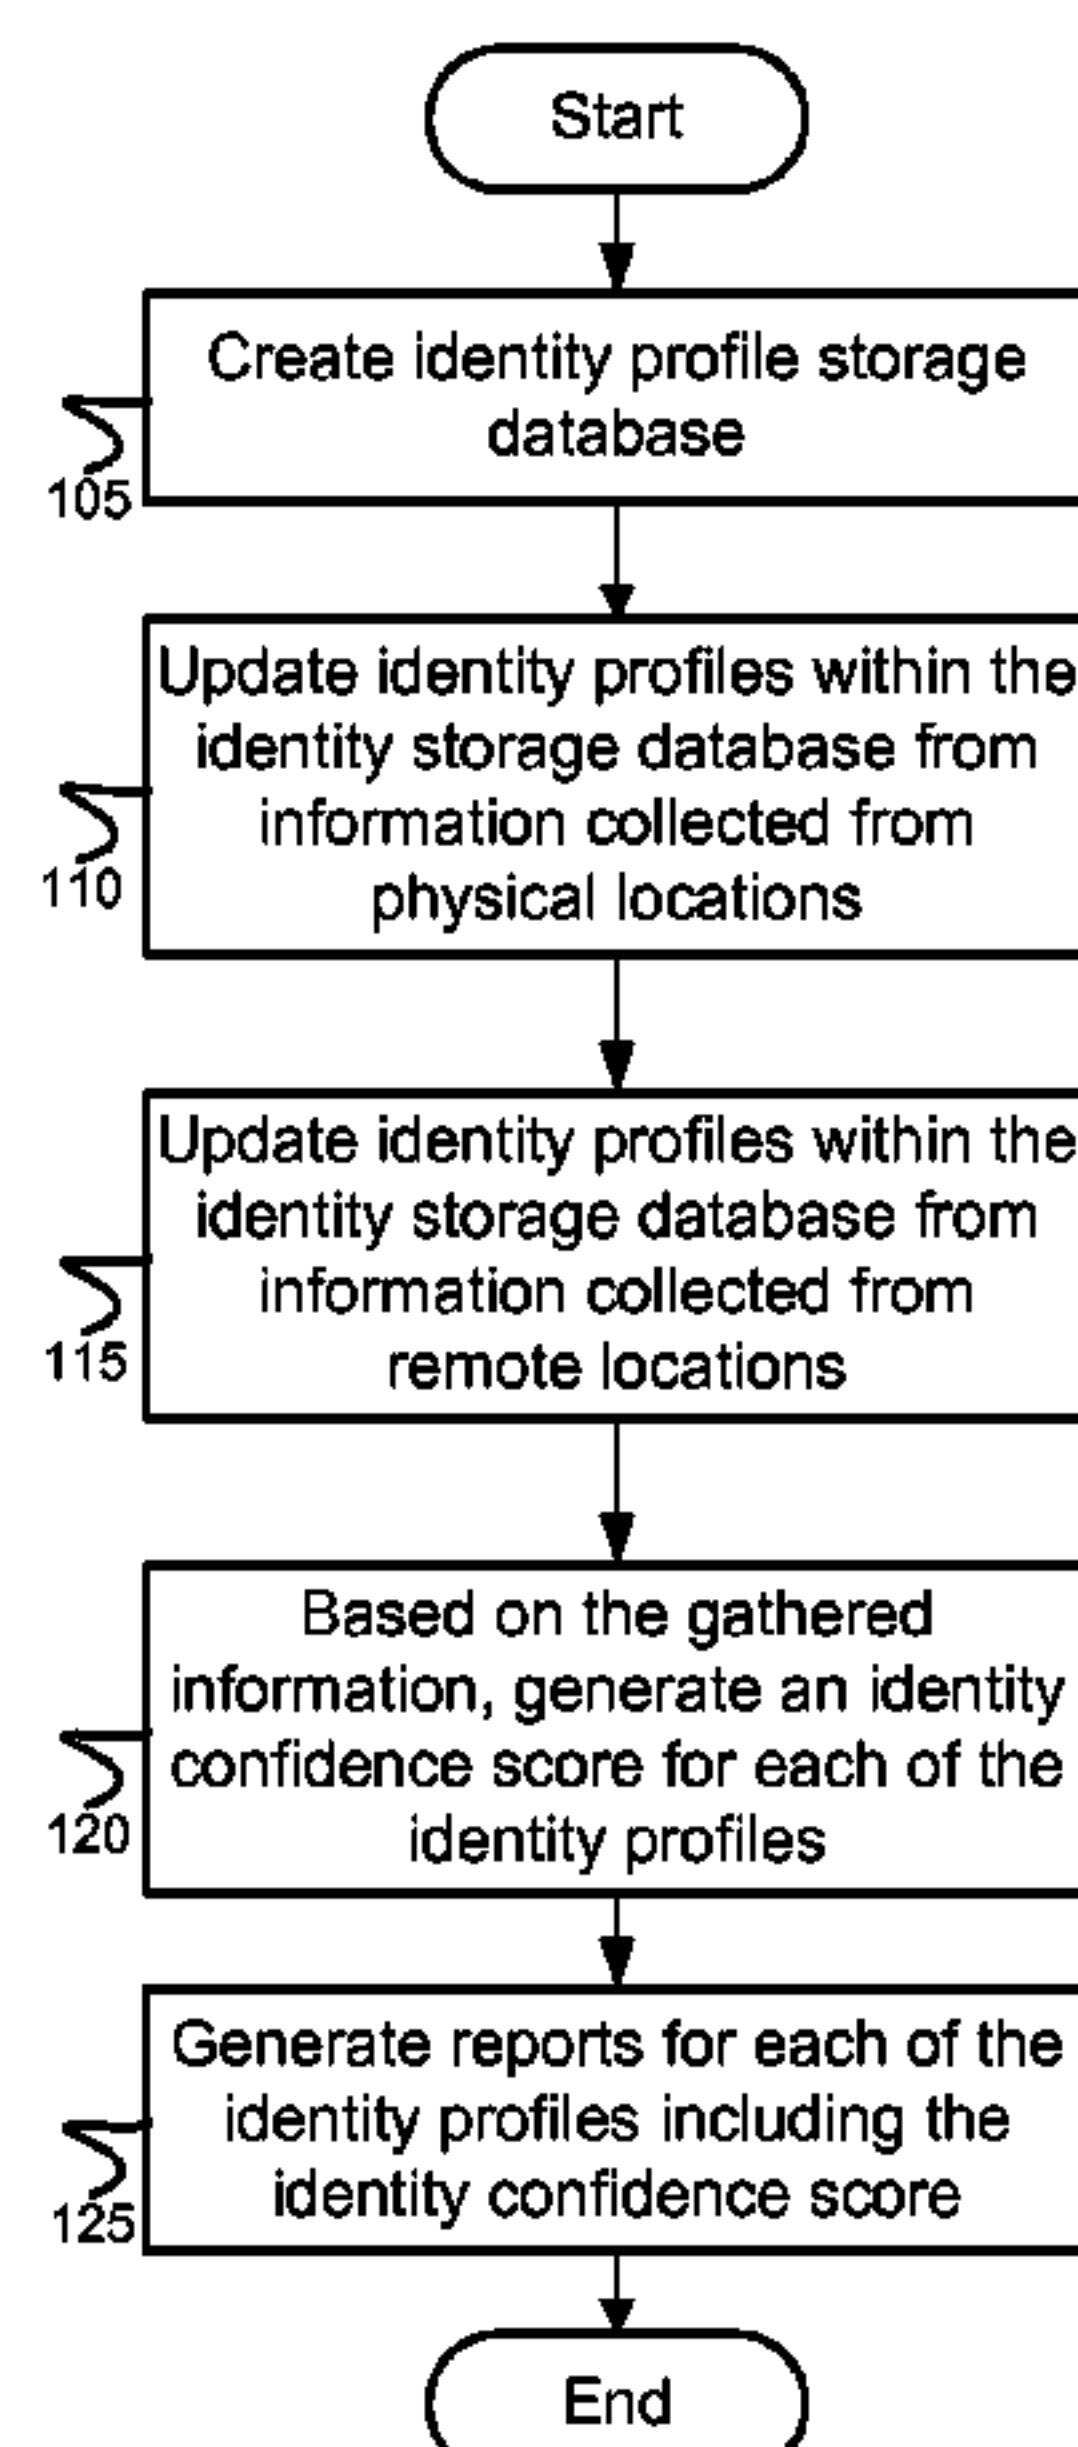 Start
Create identity profile storage
database
105
Update identity profiles within the
identity storage database from
information collected from
physical locations
110
Update identity profiles within the
identity storage database from
information collected from
remote locations
115
Based on the gathered
information, generate an identity
confidence score for each of the
identity profiles
120
Generate reports for each of the
identity profiles including the
identity confidence score
125
End